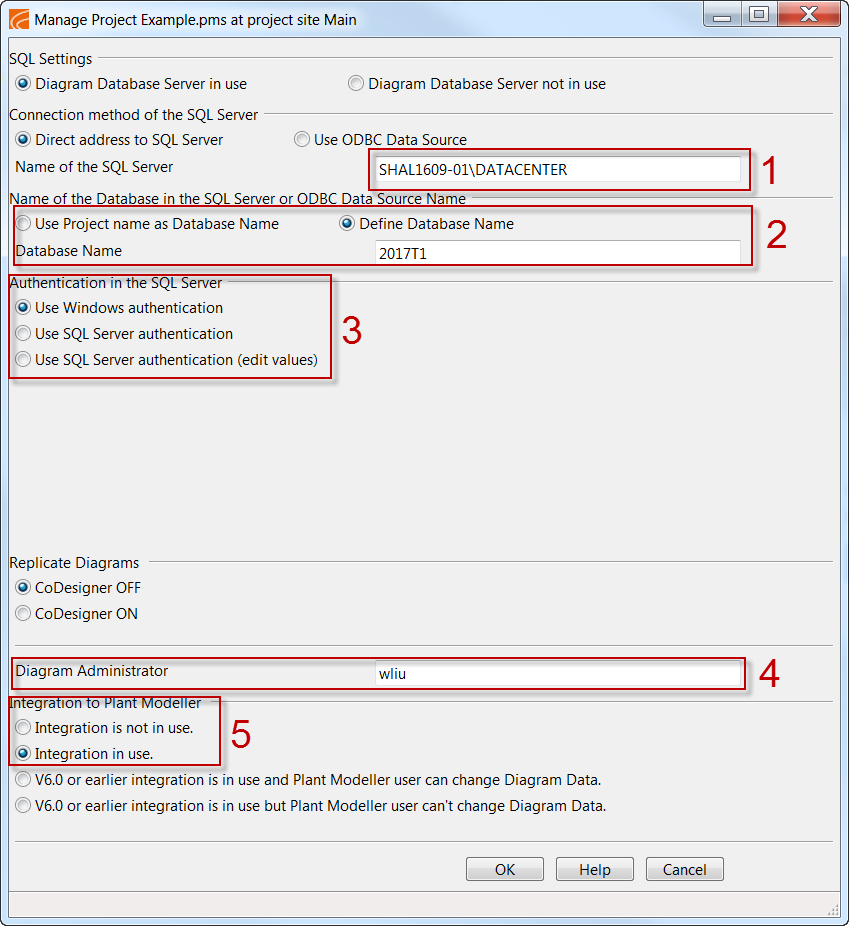 Manage Project Example.pms at project site Main
SQL Settings
Diagram Database Server in use Diagram Database Server not in use
Connection method of the SQL Server
Direct address to SQL Server Use ODBC Data Source
Name of the SQL Server SHAL1609-01\DATACENTER 1
Name of the Database in the SQL Server or ODBC Data Source Name
Use Project name as Database Name Define Database Name 2
Database Name 2017T1
Authentication in the SQL Server
Use Windows authentication
Use SQL Server authentication 3
Use SQL Server authentication (edit values)
Replicate Diagrams
CoDesigner OFF
CoDesigner ON
Diagram Administrator wliu 4
Integration to Plant Modeller
Integration is not in use. 5
Integration in use.
V6.0 or earlier integration is in use and Plant Modeller user can change Diagram Data.
V6.0 or earlier integration is in use but Plant Modeller user can't change Diagram Data.
OK Help Cancel